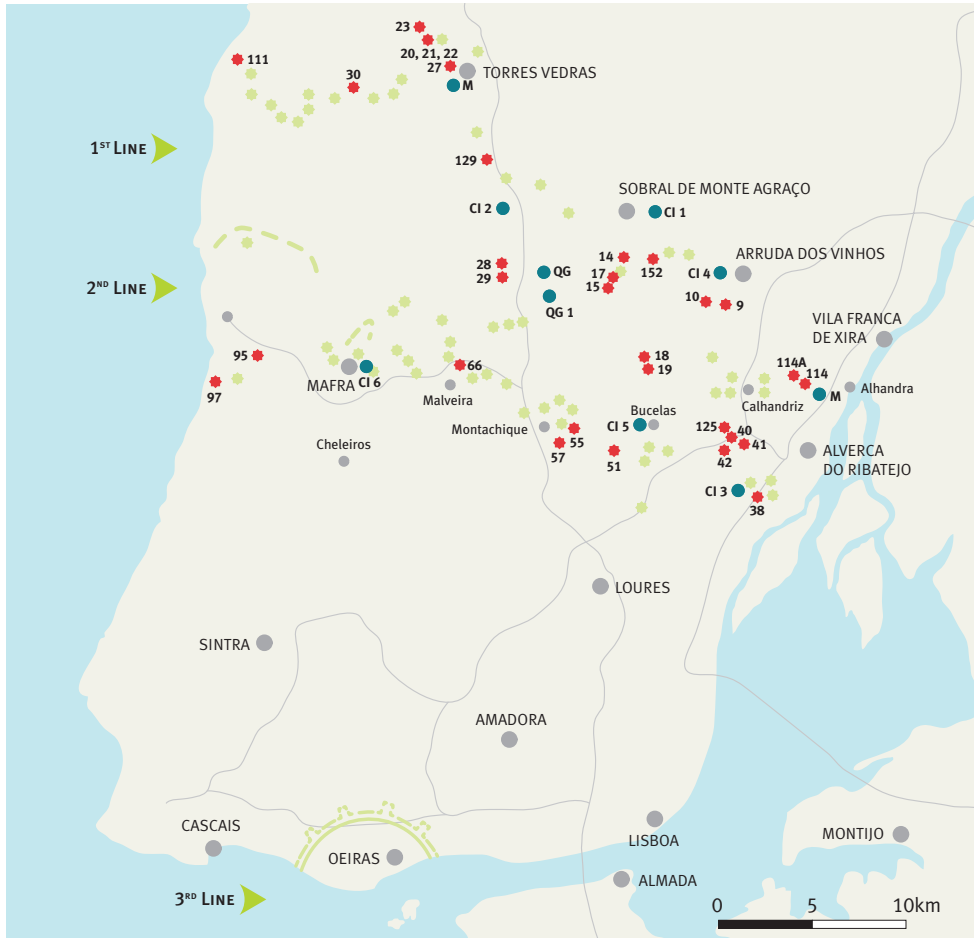 23
20, 21, 22
111
30
27
TORRES VEDRAS
M
1ST LINE
129
SOBRAL DE MONTE AGRAÇO
CI 2
CI 1
ARRUDA DOS VINHOS
14
28
QG
17
152
CI 4
29
15
2ND LINE
QG 1
10
9
VILA FRANCA
DE XIRA
95
18
66
19
114A
114
MAFRA
CI 6
97
Malveira
Calhandriz
M
Alhandra
Bucelas
Montachique
CI 5
125
40
55
41
Cheleiros
57
51
42
ALVERCA
DO RIBATEJO
CI 3
38
LOURES
SINTRA
AMADORA
CASCAIS
LISBOA
MONTIJO
OEIRAS
ALMADA
3RD LINE
0 5 10km